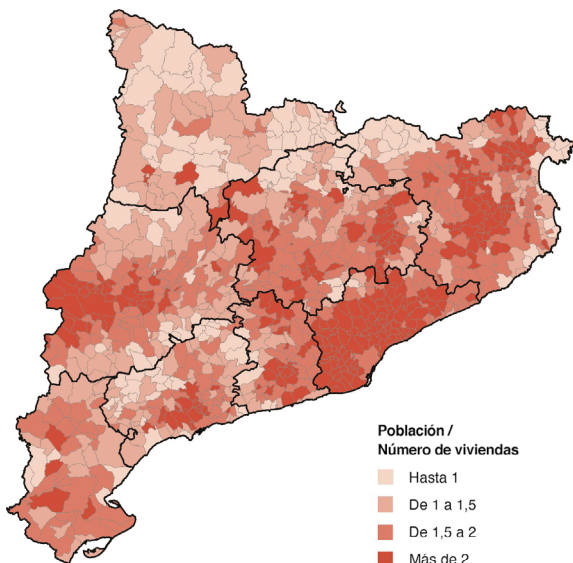 Población /
Número de viviendas
Hasta 1
De 1 a 1,5
De 1,5 a 2
Más de 2